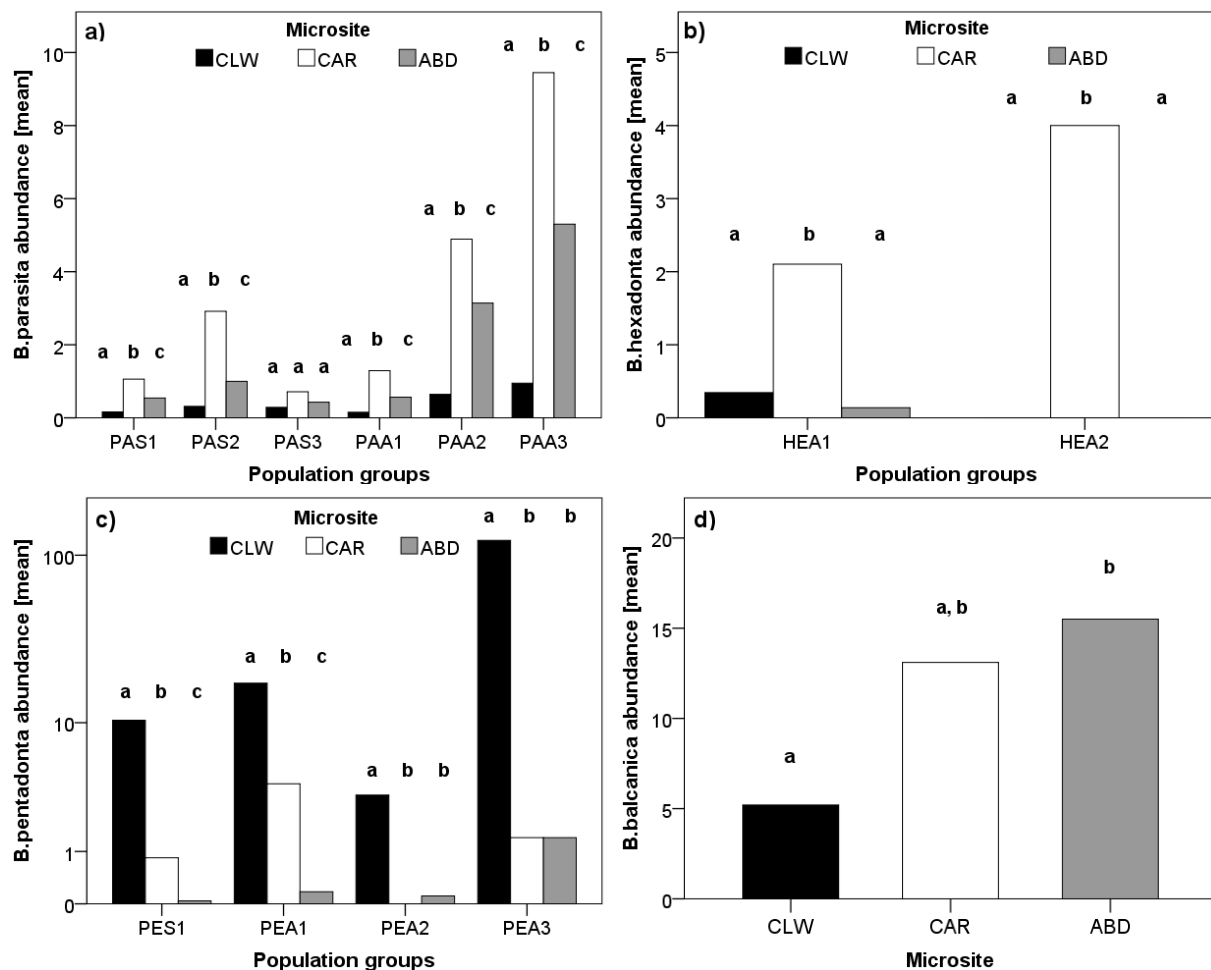 a)
Microsite
CLW CAR ABD
B.parasita abundance [mean]
10
8
6
4
2
0
a b c
a b c
a a a
a b c
a b c
a b c
PAS1 PAS2 PAS3 PAA1 PAA2 PAA3
Population groups
b)
Microsite
CLW CAR ABD
B.hexadonta abundance [mean]
5
4
3
2
1
0
a b a
a b a
HEA1 HEA2
Population groups
c)
Microsite
CLW CAR ABD
B.pentadonta abundance [mean]
100
10
1
0
a b c
a b c
a b b
a b b
PES1 PEA1 PEA2 PEA3
Population groups
d)
B.balcanica abundance [mean]
20
15
10
5
0
a
a, b
b
CLW CAR ABD
Microsite